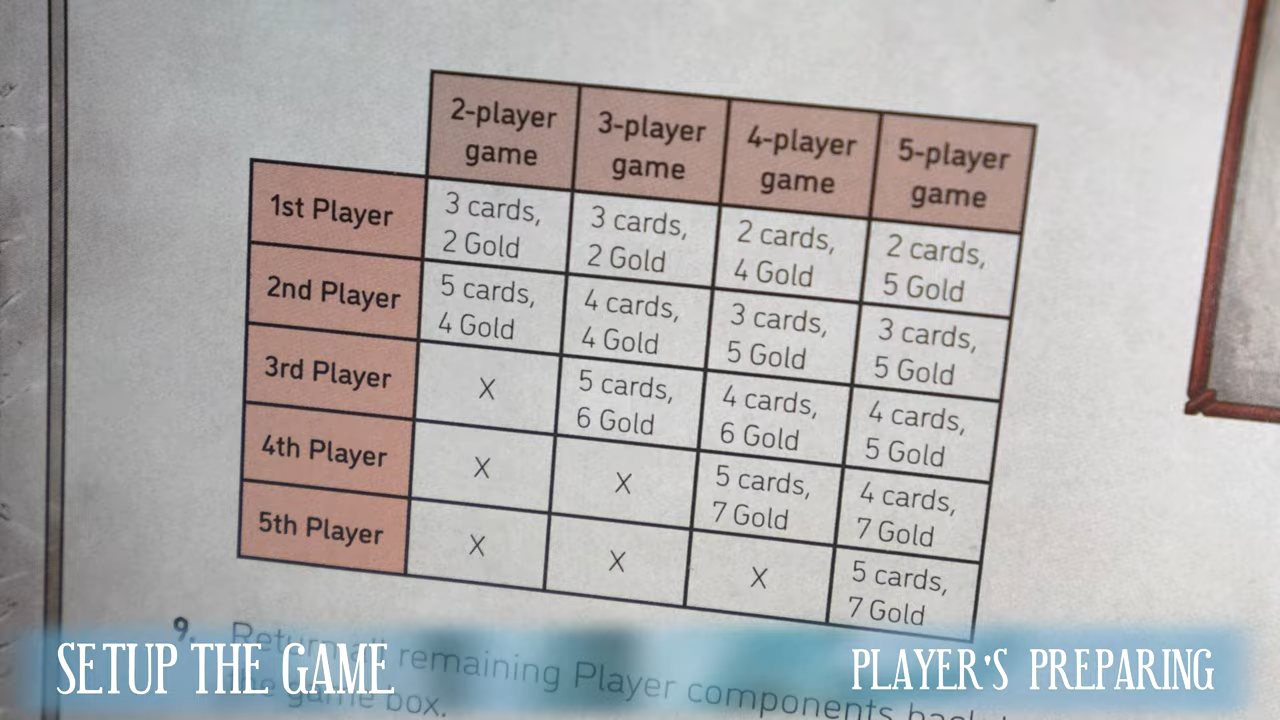 2-player game
3-player game
4-player game
5-player game
1st Player
3 cards,
2 Gold
3 cards,
2 Gold
2 cards,
4 Gold
2 cards,
5 Gold
2nd Player
5 cards,
4 Gold
4 cards,
4 Gold
3 cards,
5 Gold
3 cards,
5 Gold
3rd Player
X
5 cards,
6 Gold
4 cards,
6 Gold
4 cards,
5 Gold
4th Player
X
X
5 cards,
7 Gold
4 cards,
7 Gold
5th Player
X
X
X
5 cards,
7 Gold
9. Return all remaining Player components
the game box.
SETUP THE GAME
PLAYER'S PREPARING